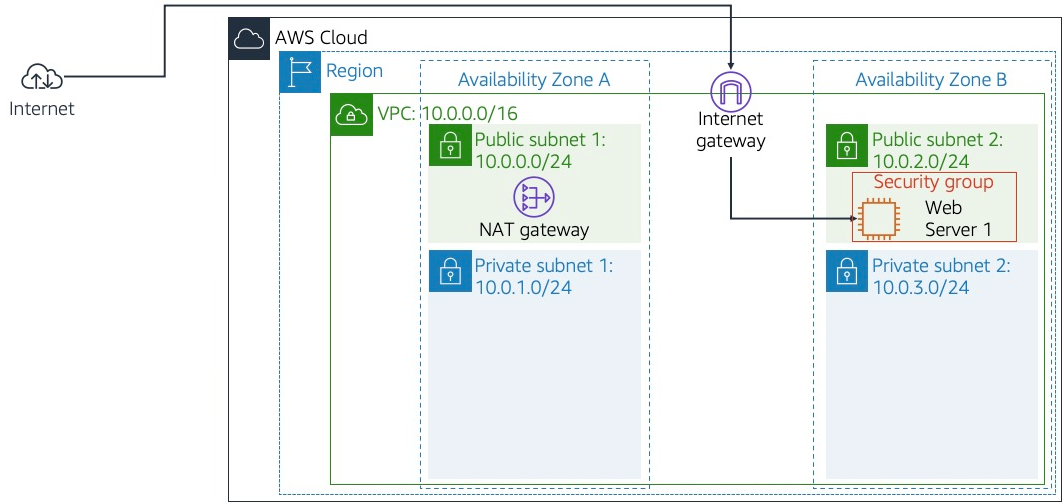 AWS Cloud
Region
Internet
Availability Zone A
Availability Zone B
VPC: 10.0.0.0/16
Internet
gateway
Public subnet 1:
10.0.0.0/24
NAT gateway
Public subnet 2:
10.0.2.0/24
Security group
Web
Server 1
Private subnet 1:
10.0.1.0/24
Private subnet 2:
10.0.3.0/24